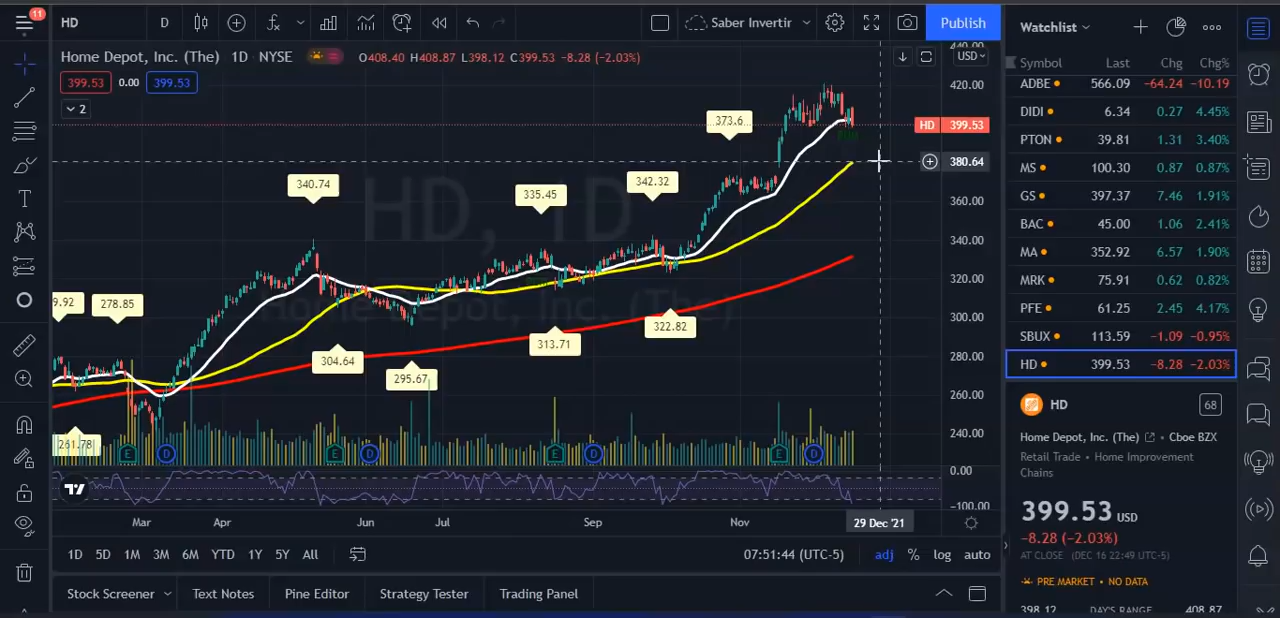 11
HD
D
Saber Invertir
Publish
Home Depot, Inc. (The) 1D NYSE
O408.40 H408.87 L398.12 C399.53 -8.28 (-2.03%)
399.53 0.00 399.53
2
HD, 1D
Home Depot, Inc. (The)
340.74
335.45
342.32
373.6
9.92
278.85
304.64
295.67
313.71
322.82
261.78
E D E D E D E D
USD
440.00
420.00
HD 399.53
380.64
360.00
340.00
320.00
300.00
280.00
260.00
240.00
0.00
-100.00
Mar Apr Jun Jul Sep Nov 29 Dec '21
1D 5D 1M 3M 6M YTD 1Y 5Y All
07:51:44 (UTC-5) adj % log auto
Stock Screener Text Notes Pine Editor Strategy Tester Trading Panel
Watchlist
Symbol Last Chg Chg%
ADBE 566.09 -64.24 -10.19
DIDI 6.34 0.27 4.45%
PTON 39.81 1.31 3.40%
MS 100.30 0.87 0.87%
GS 397.37 7.46 1.91%
BAC 45.00 1.06 2.41%
MA 352.92 6.57 1.90%
MRK 75.91 0.62 0.82%
PFE 61.25 2.45 4.17%
SBUX 113.59 -1.09 -0.95%
HD 399.53 -8.28 -2.03%
HD 68
Home Depot, Inc. (The) • Cboe BZX
Retail Trade • Home Improvement
Chains
399.53 USD
-8.28 (-2.03%)
AT CLOSE (DEC 16 22:49 UTC-5)
PRE MARKET • NO DATA
398.12 DAY'S RANGE 408.87